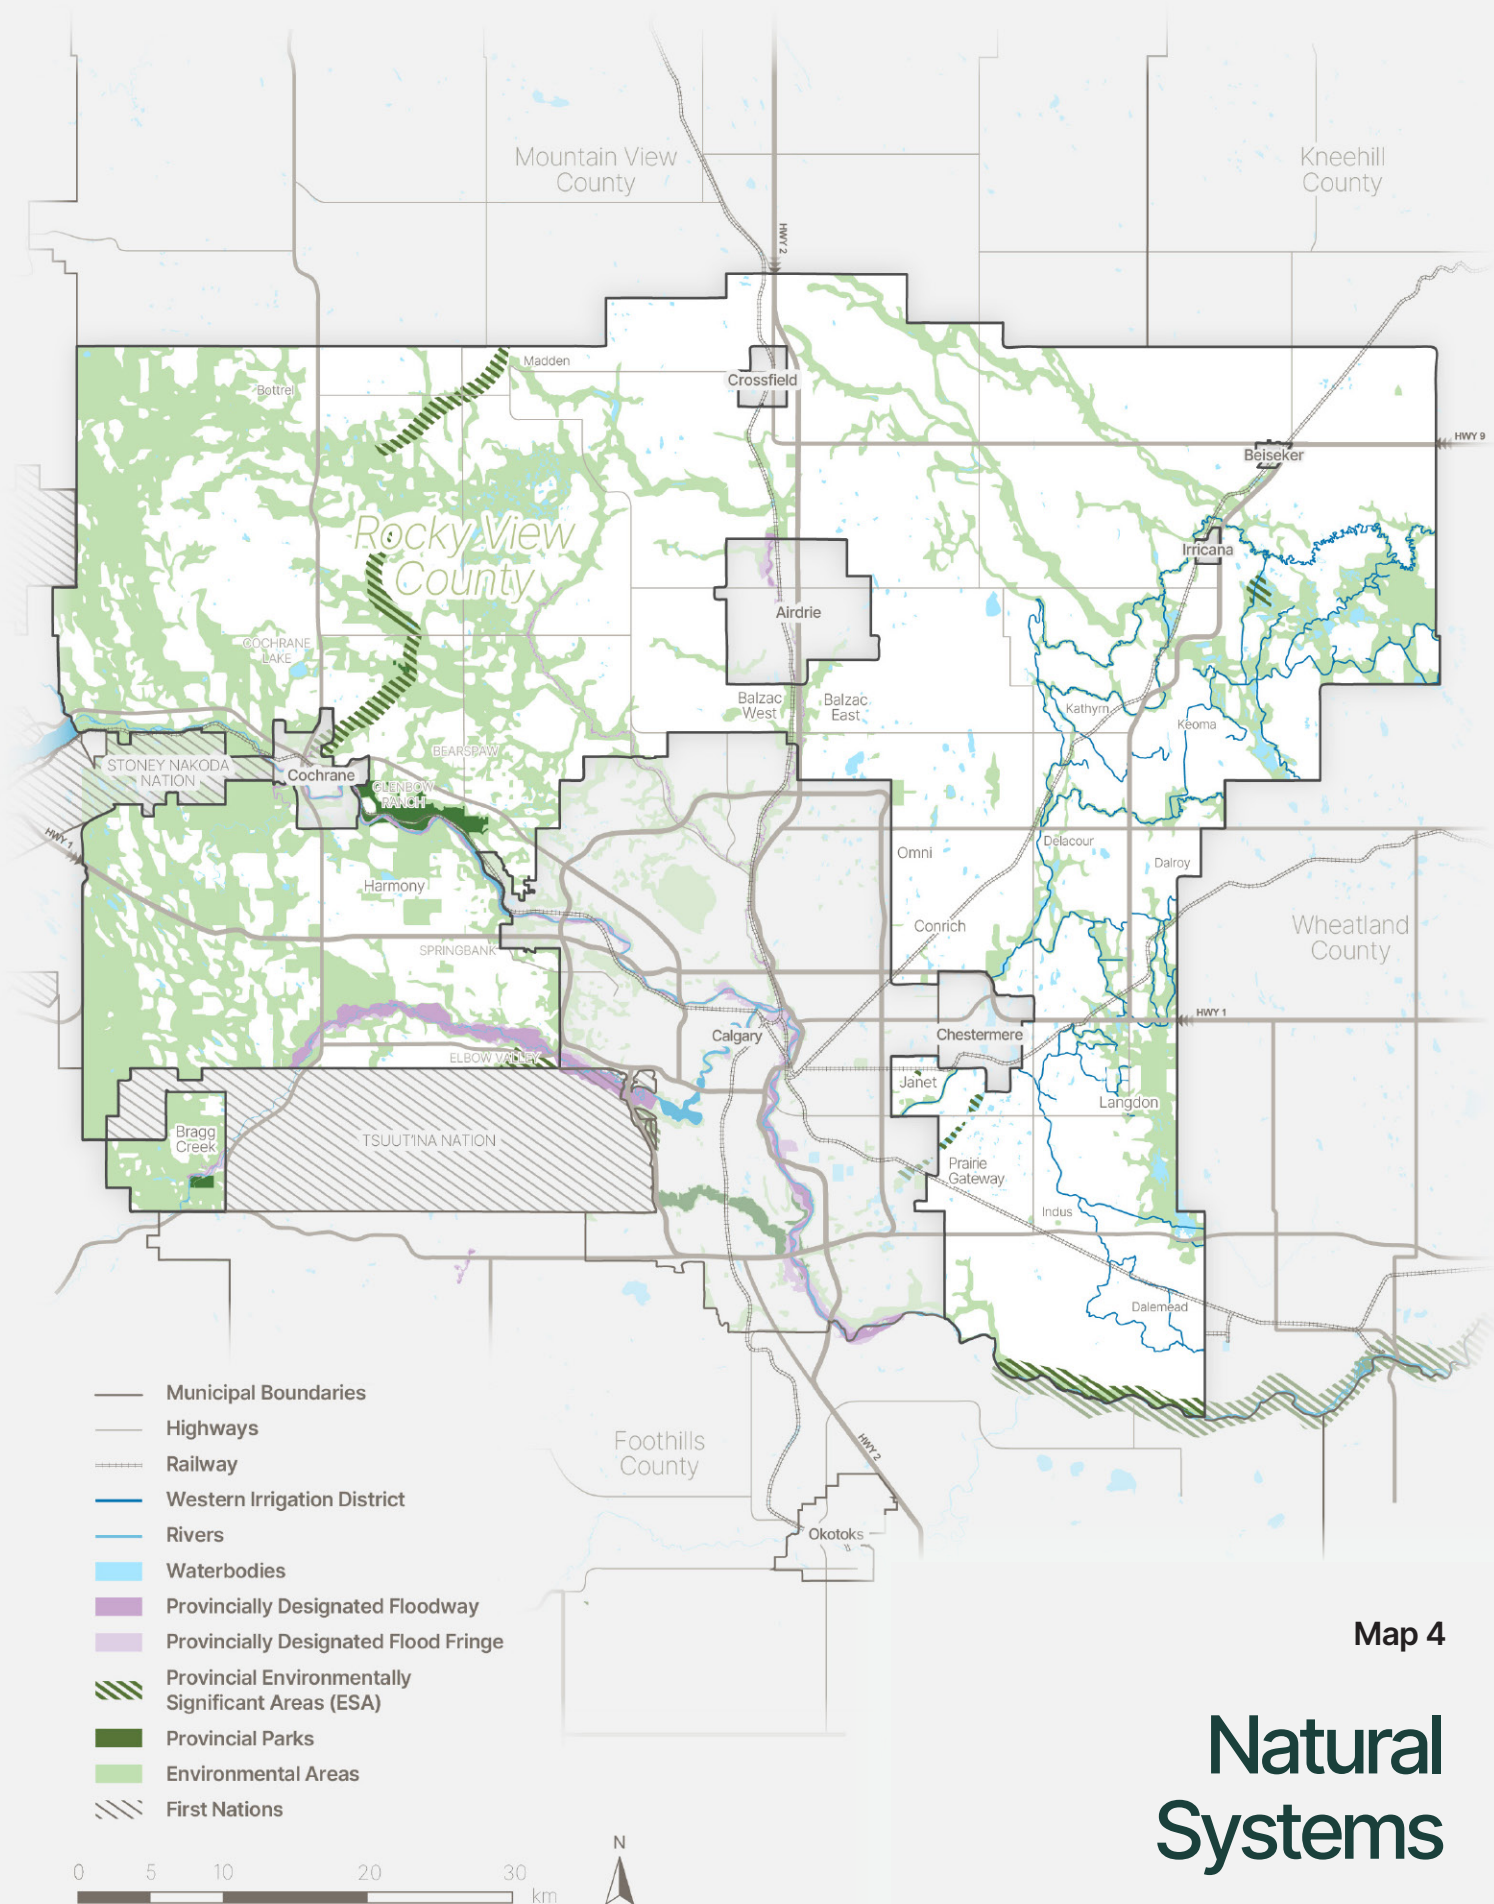 Mountain View
County
Kneehill
County
HWY 2
Madden
Bottrel
Crossfield
HWY 9
Beiseker
Rocky View
County
Irricana
Airdrie
COCHRANE
LAKE
Balzac
West
Balzac
East
Kathyrn
Keoma
BEARSPAW
STONEY NAKODA
NATION
Cochrane
GLENBOW
RANCH
HWY 1
Omni
Delacour
Dalroy
Harmony
Conrich
Wheatland
County
SPRINGBANK
HWY 1
Calgary
Chestermere
ELBOW VALLEY
Janet
Langdon
Bragg
Creek
TSUUT'INA NATION
Prairie
Gateway
Indus
Dalemead
Foothills
County
HWY 2
Okotoks
Municipal Boundaries
Highways
Railway
Western Irrigation District
Rivers
Waterbodies
Provincially Designated Floodway
Provincially Designated Flood Fringe
Provincial Environmentally
Significant Areas (ESA)
Provincial Parks
Environmental Areas
First Nations
0 5 10 20 30
km
N
Map 4
Natural
Systems